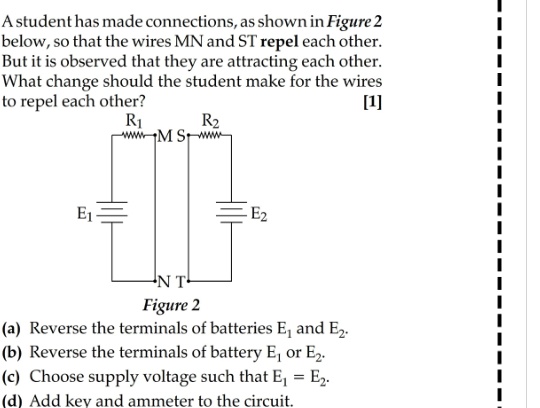 A student has made connections, as shown in Figure 2
below, so that the wires MN and ST repel each other.
But it is observed that they are attracting each other.
What change should the student make for the wires
to repel each other? [1]
R₁ R₂
M S
E₁ E₂
N T
Figure 2
(a) Reverse the terminals of batteries E₁ and E₂.
(b) Reverse the terminals of battery E₁ or E₂.
(c) Choose supply voltage such that E₁ = E₂.
(d) Add key and ammeter to the circuit.